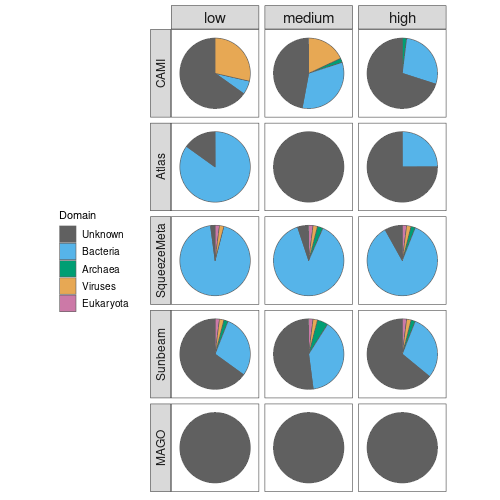 low
medium
high
CAMI
Atlas
SqueezeMeta
Sunbeam
MAGO
Domain
Unknown
Bacteria
Archaea
Viruses
Eukaryota